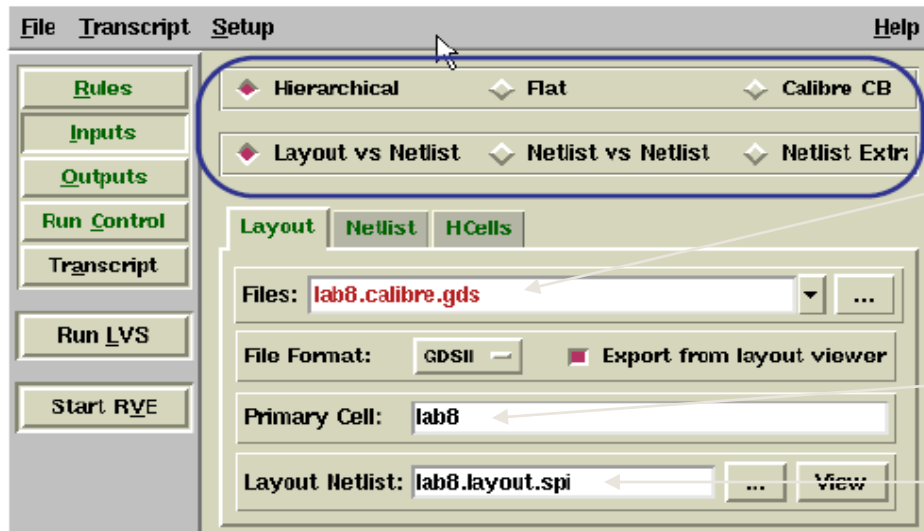 File Transcript Setup Help
Rules
Inputs
Outputs
Run Control
Transcript
Run LVS
Start RVE
Hierarchical Flat Calibre CB
Layout vs Netlist Netlist vs Netlist Netlist Extra
Layout Netlist HCells
Files: lab8.calibre.gds ...
File Format: GDSII Export from layout viewer
Primary Cell: lab8
Layout Netlist: lab8.layout.spi ... View